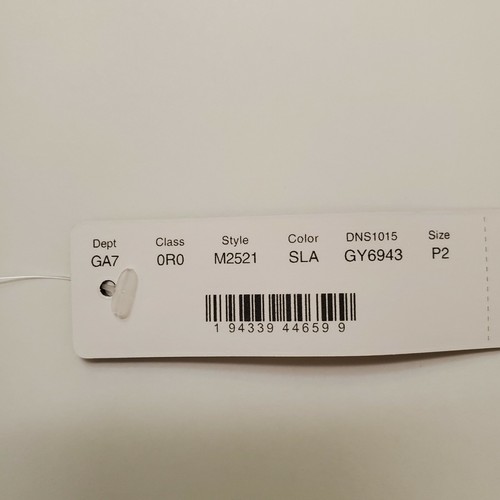 Dept Class Style Color DNS1015 Size
GA7 0R0 M2521 SLA GY6943 P2
1 94339 44659 9